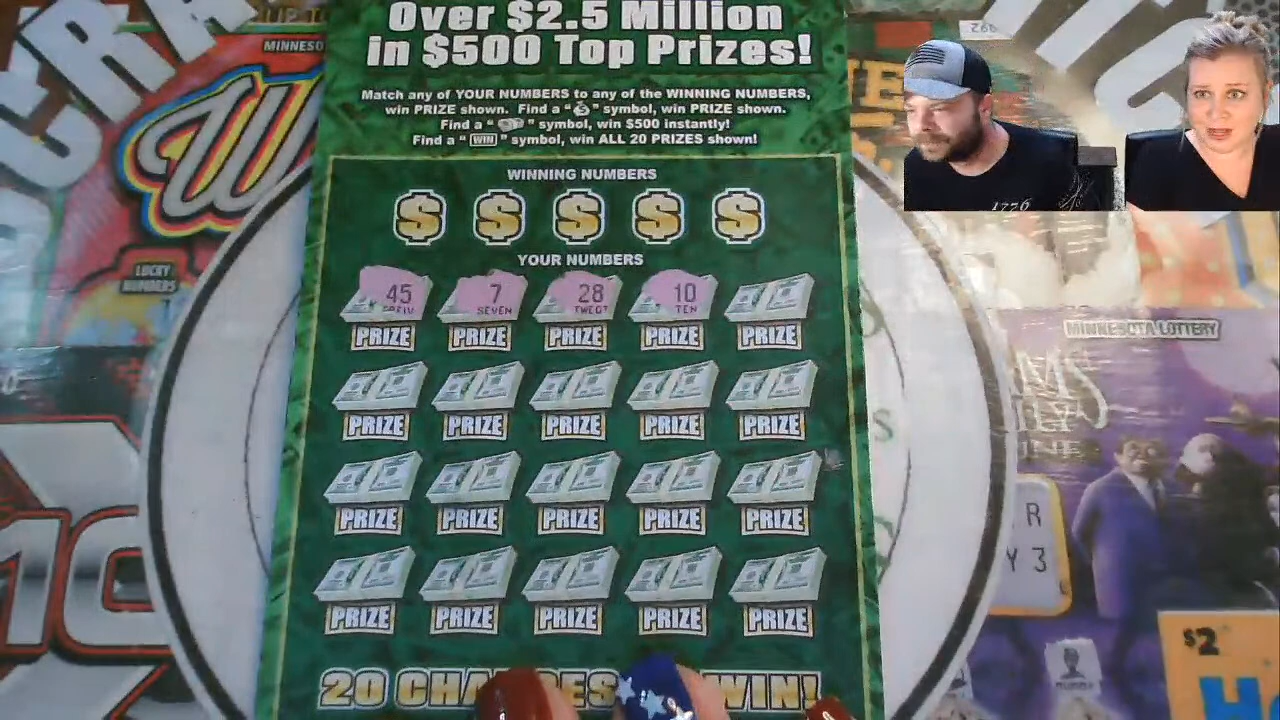 Over $2.5 Million
in $500 Top Prizes!
Match any of YOUR NUMBERS to any of the WINNING NUMBERS,
win PRIZE shown. Find a " " symbol, win PRIZE shown.
Find a " " symbol, win $500 instantly!
Find a "WIN" symbol, win ALL 20 PRIZES shown!
WINNING NUMBERS
$ $ $ $ $
YOUR NUMBERS
45 7 28 10
SEVEN TWEGT TEN
PRIZE PRIZE PRIZE PRIZE PRIZE
PRIZE PRIZE PRIZE PRIZE PRIZE
PRIZE PRIZE PRIZE PRIZE PRIZE
PRIZE PRIZE PRIZE PRIZE PRIZE
20 WIN!
LUCKY
NUMBERS
10
1776
MINNESOTA LOTTERY
R
Y 3
$2